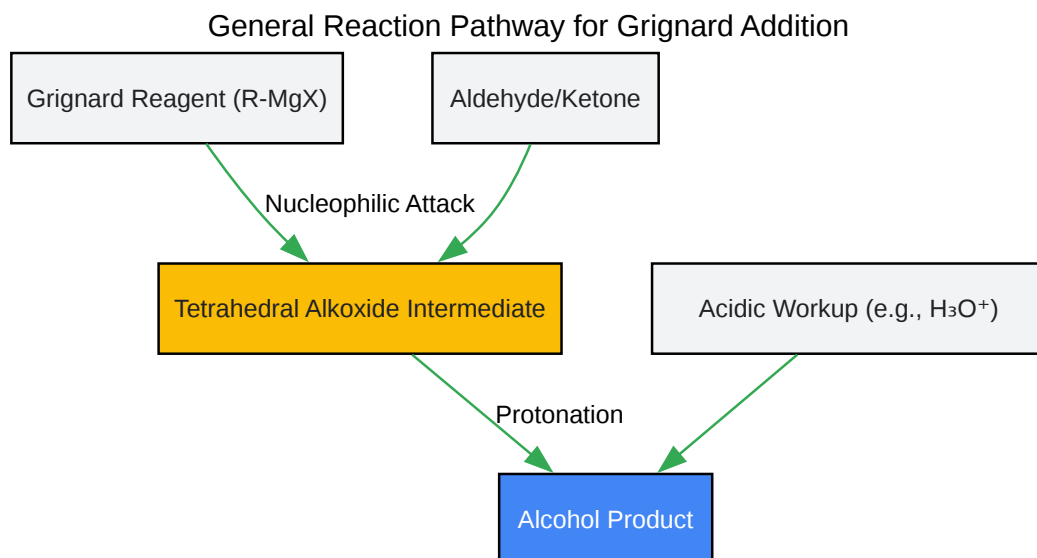 General Reaction Pathway for Grignard Addition
Grignard Reagent (R-MgX)
Aldehyde/Ketone
Nucleophilic Attack
Tetrahedral Alkoxide Intermediate
Acidic Workup (e.g., H₃O⁺)
Protonation
Alcohol Product